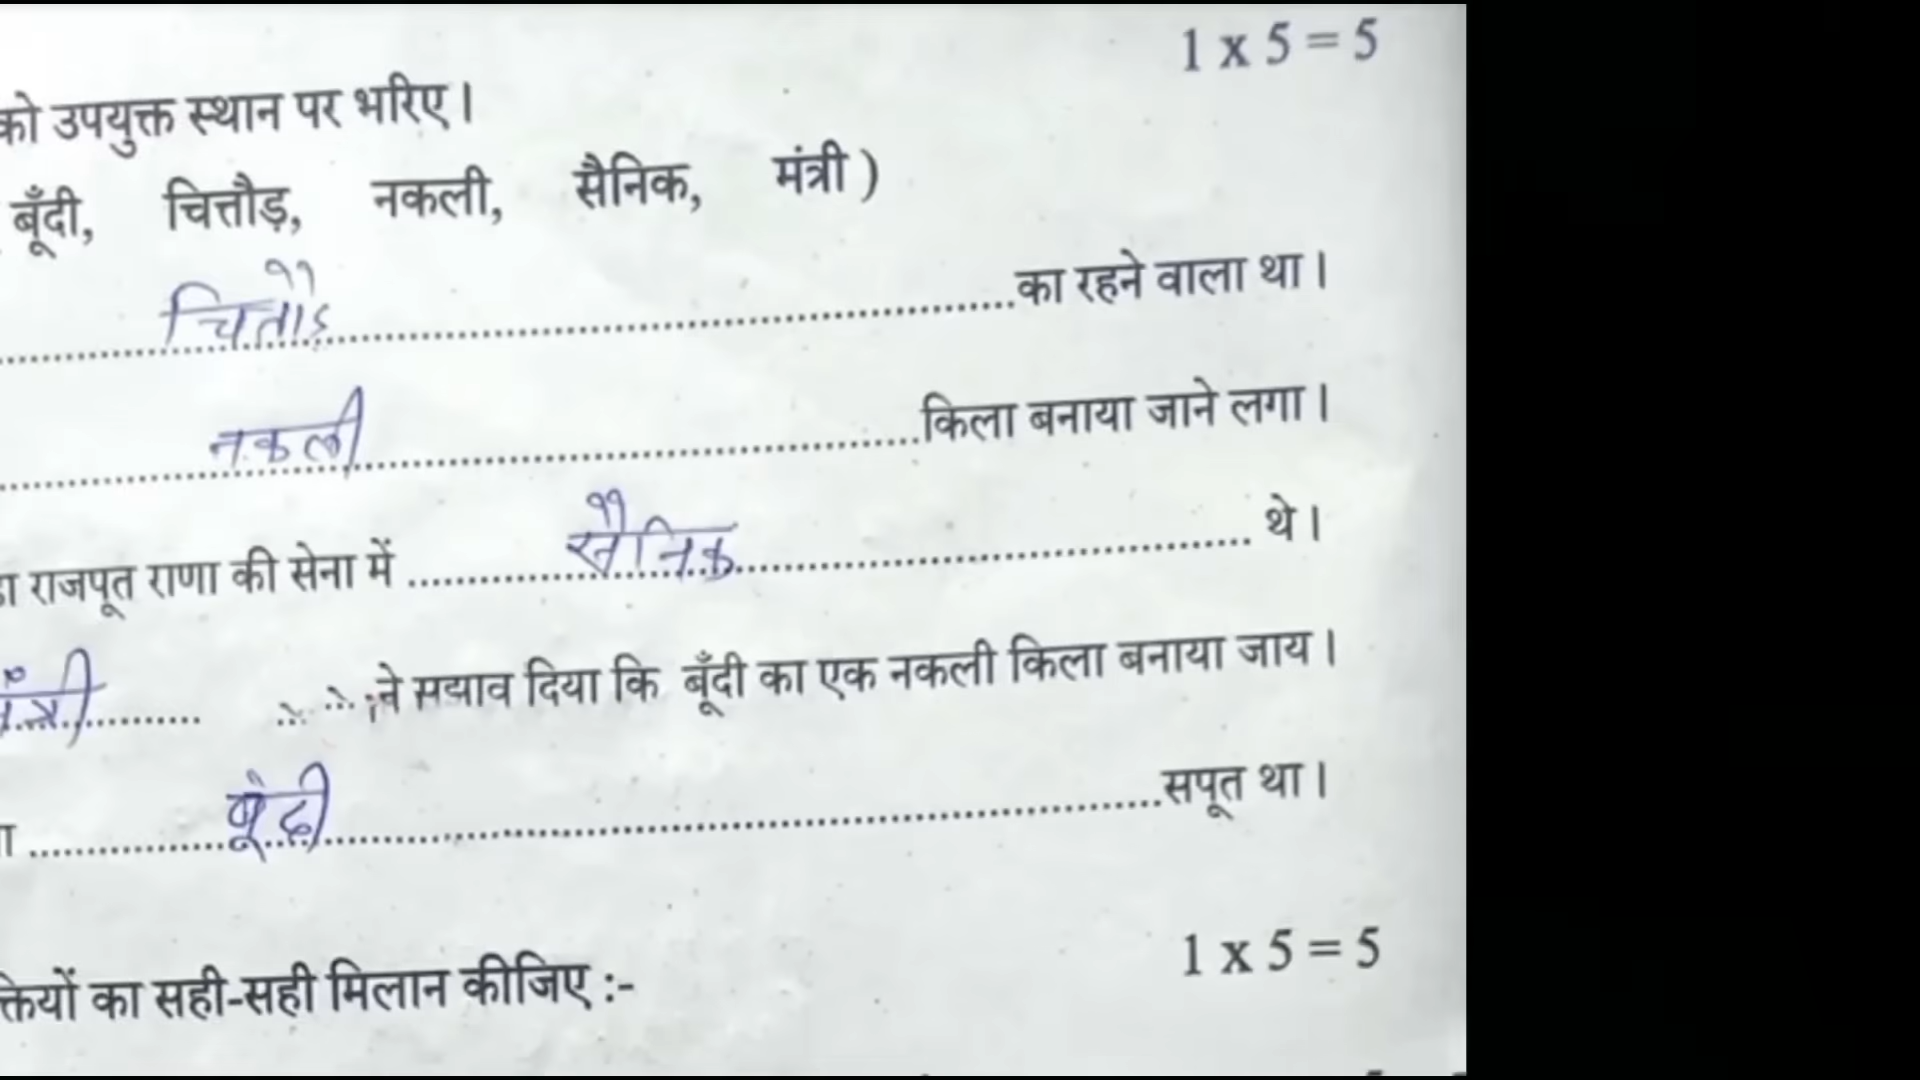 1 x 5 = 5
को उपयुक्त स्थान पर भरिए।
बूँदी, चित्तौड़, नकली, सैनिक, मंत्री )
चितौड़ का रहने वाला था।
नकली किला बनाया जाने लगा।
राजपूत राणा की सेना में सैनिक थे।
ने दिया कि बूँदी का एक नकली किला बनाया जाय।
बूँदी सपूत था।
1 x 5 = 5
का सही-सही मिलान कीजिए :-